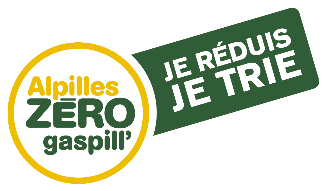 Alpilles
ZÉRO
gaspill'
JE RÉDUIS
JE TRIE